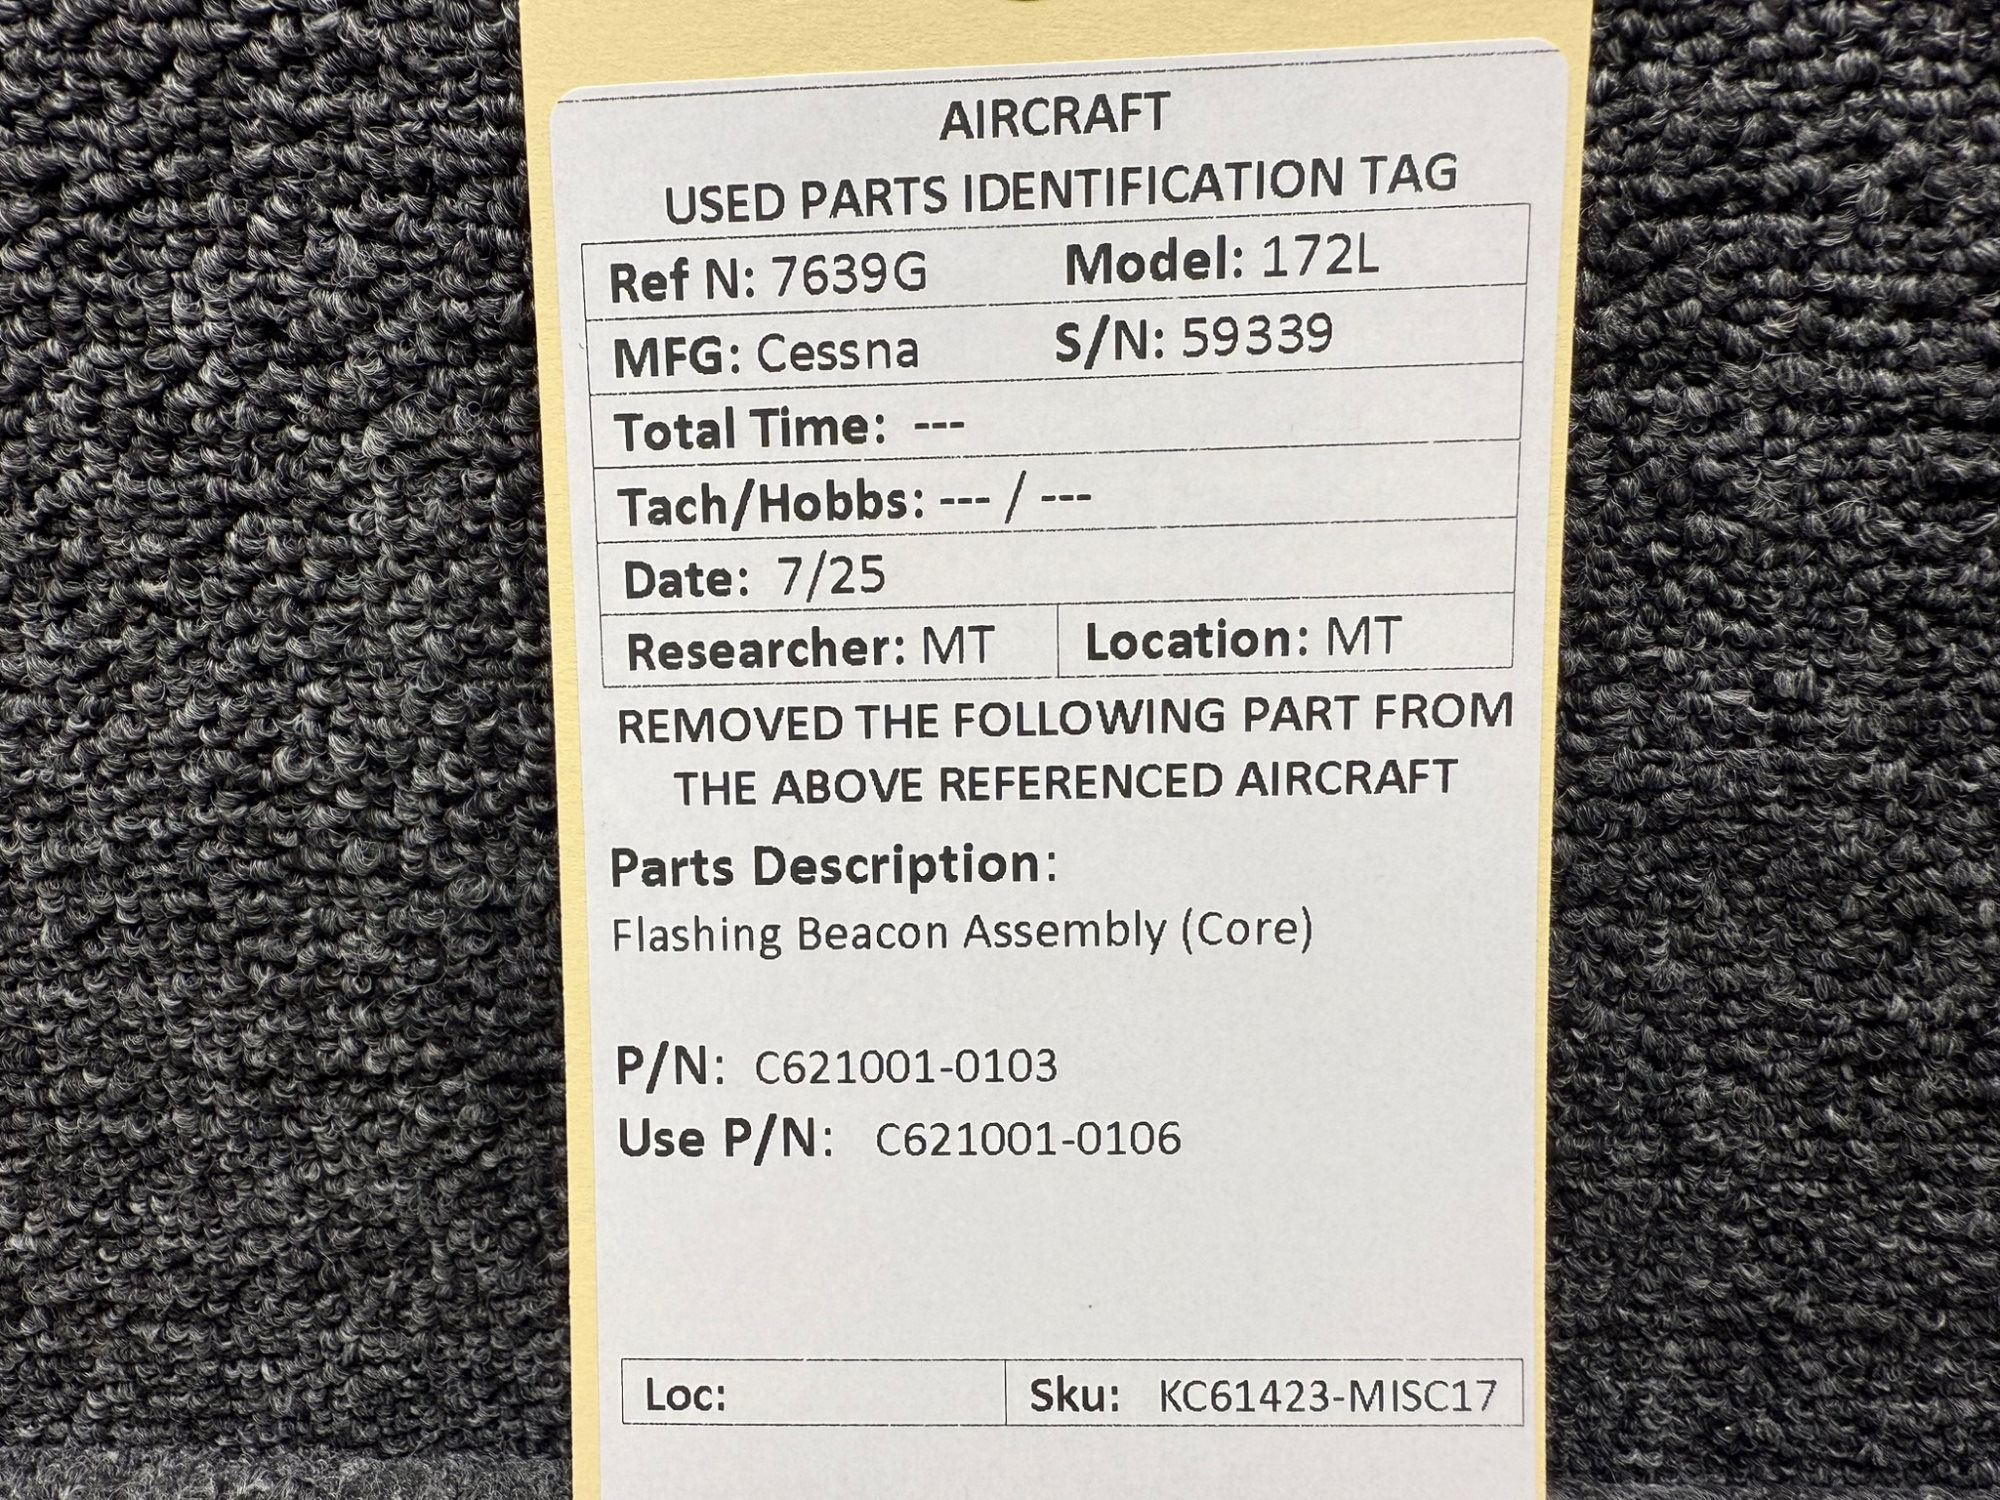 AIRCRAFT
USED PARTS IDENTIFICATION TAG
Ref N: 7639G Model: 172L
MFG: Cessna S/N: 59339
Total Time: ---
Tach/Hobbs: --- / ---
Date: 7/25
Researcher: MT Location: MT
REMOVED THE FOLLOWING PART FROM
THE ABOVE REFERENCED AIRCRAFT
Parts Description:
Flashing Beacon Assembly (Core)
P/N: C621001-0103
Use P/N: C621001-0106
Loc: Sku: KC61423-MISC17